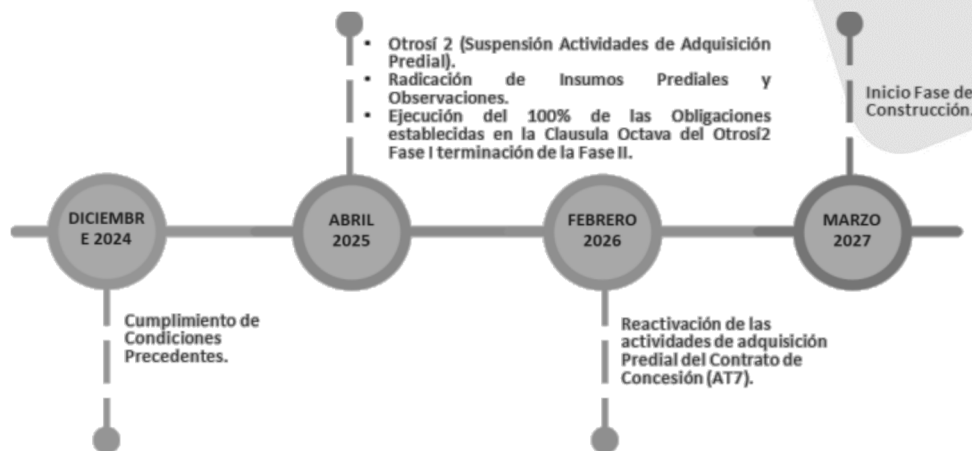 ▪ Otrosí 2 (Suspensión Actividades de Adquisición
Predial).
▪ Radicación de Insumos Prediales y
Observaciones.
▪ Ejecución del 100% de las Obligaciones
establecidas en la Clausula Octava del Otrosí2
Fase I terminación de la Fase II.
Inicio Fase de
Construcción.
DICIEMBR
E 2024
ABRIL
2025
FEBRERO
2026
MARZO
2027
Cumplimiento de
Condiciones
Precedentes.
Reactivación de las
actividades de adquisición
Predial del Contrato de
Concesión (AT7).